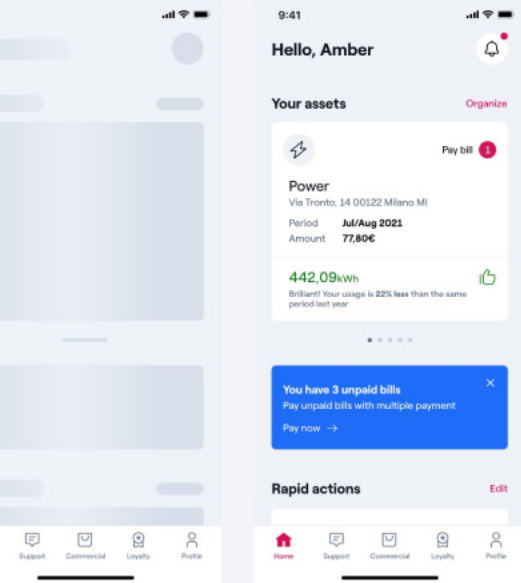 Support Commercial Loyalty Profile
9:41
Hello, Amber
Your assets Organize
Pay bill 1
Power
Via Tronto, 14 00122 Milano MI
Period Jul/Aug 2021
Amount 77,80€
442,09kWh
Brilliant! Your usage is 22% less than the same
period last year
You have 3 unpaid bills
Pay unpaid bills with multiple payment
Pay now →
Rapid actions Edit
Home Support Commercial Loyalty Profile